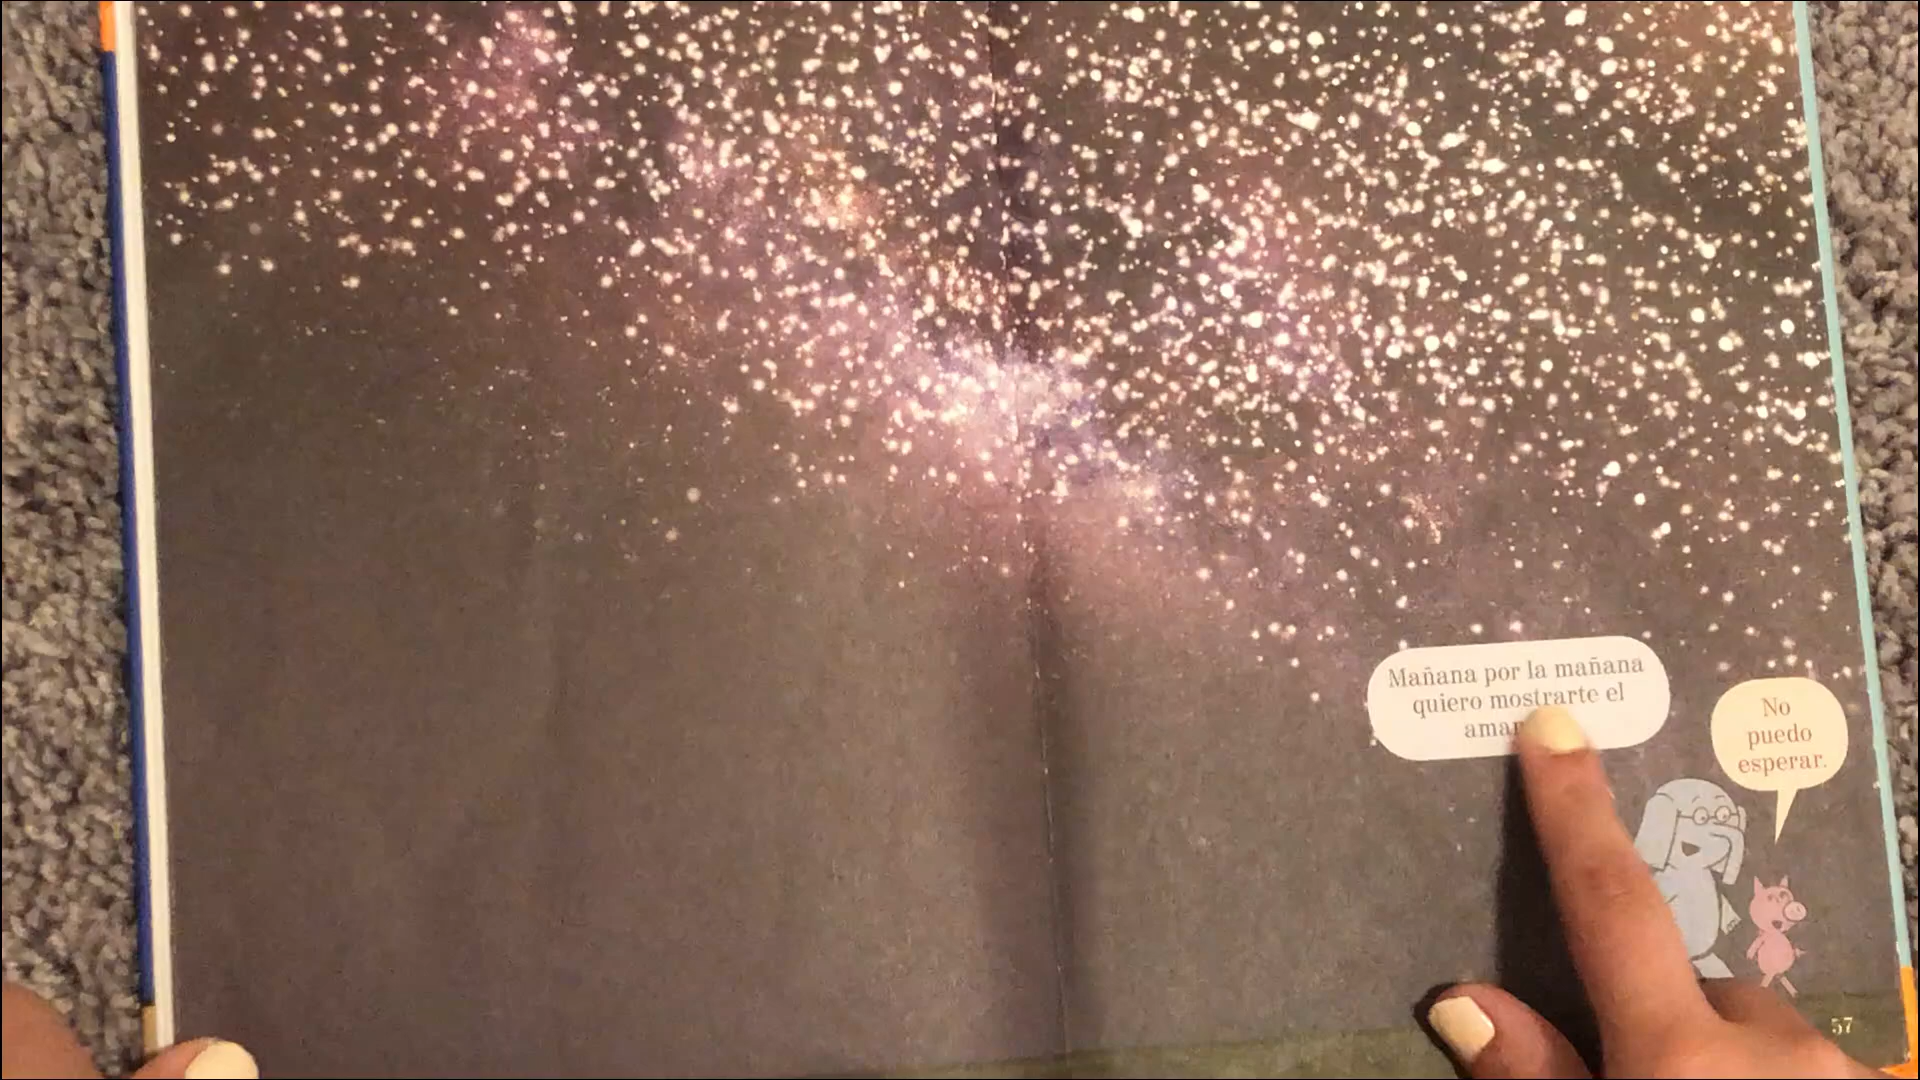 Mañana por la mañana
quiero mostrarte el
No
puedo
esperar.
57